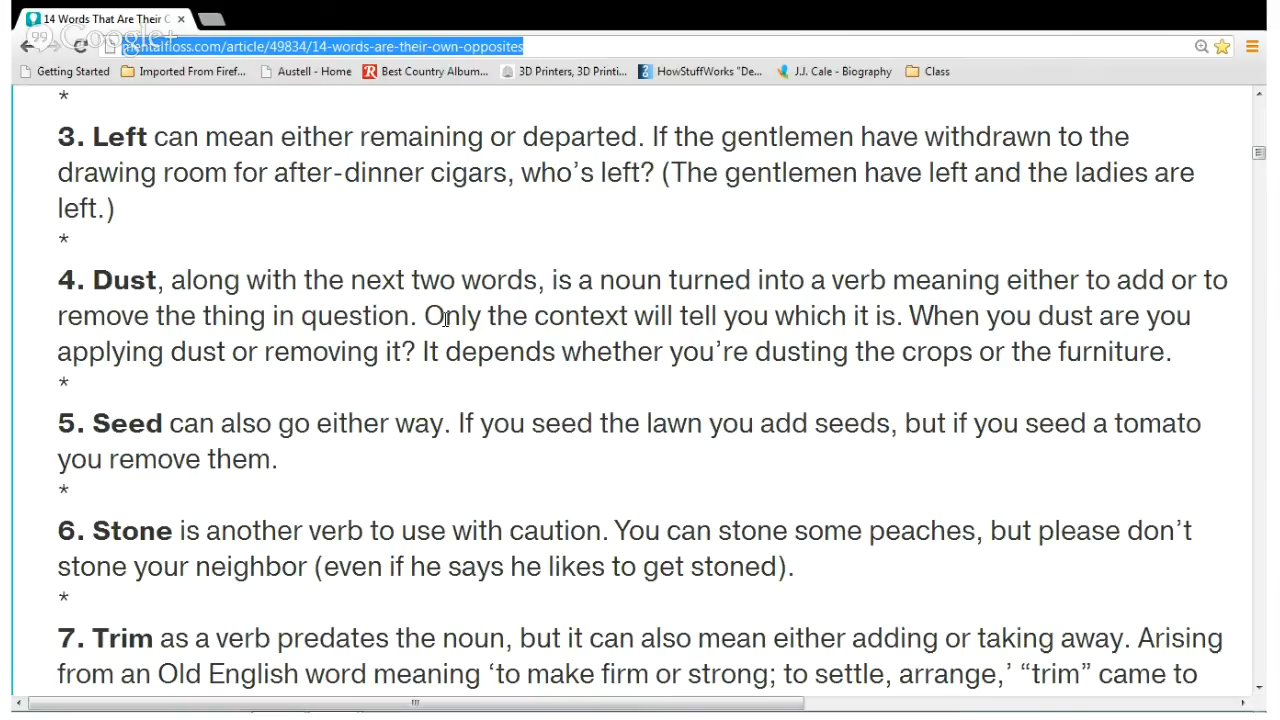 14 Words That Are Their O
Google+
mentalfloss.com/article/49834/14-words-are-their-own-opposites
Getting Started Imported From Firef... Austell - Home Best Country Album... 3D Printers, 3D Printi... HowStuffWorks "De... J.J. Cale - Biography Class
*
3. Left can mean either remaining or departed. If the gentlemen have withdrawn to the
drawing room for after-dinner cigars, who’s left? (The gentlemen have left and the ladies are
left.)
*
4. Dust, along with the next two words, is a noun turned into a verb meaning either to add or to
remove the thing in question. Only the context will tell you which it is. When you dust are you
applying dust or removing it? It depends whether you’re dusting the crops or the furniture.
*
5. Seed can also go either way. If you seed the lawn you add seeds, but if you seed a tomato
you remove them.
*
6. Stone is another verb to use with caution. You can stone some peaches, but please don’t
stone your neighbor (even if he says he likes to get stoned).
*
7. Trim as a verb predates the noun, but it can also mean either adding or taking away. Arising
from an Old English word meaning ‘to make firm or strong; to settle, arrange,’ “trim” came to